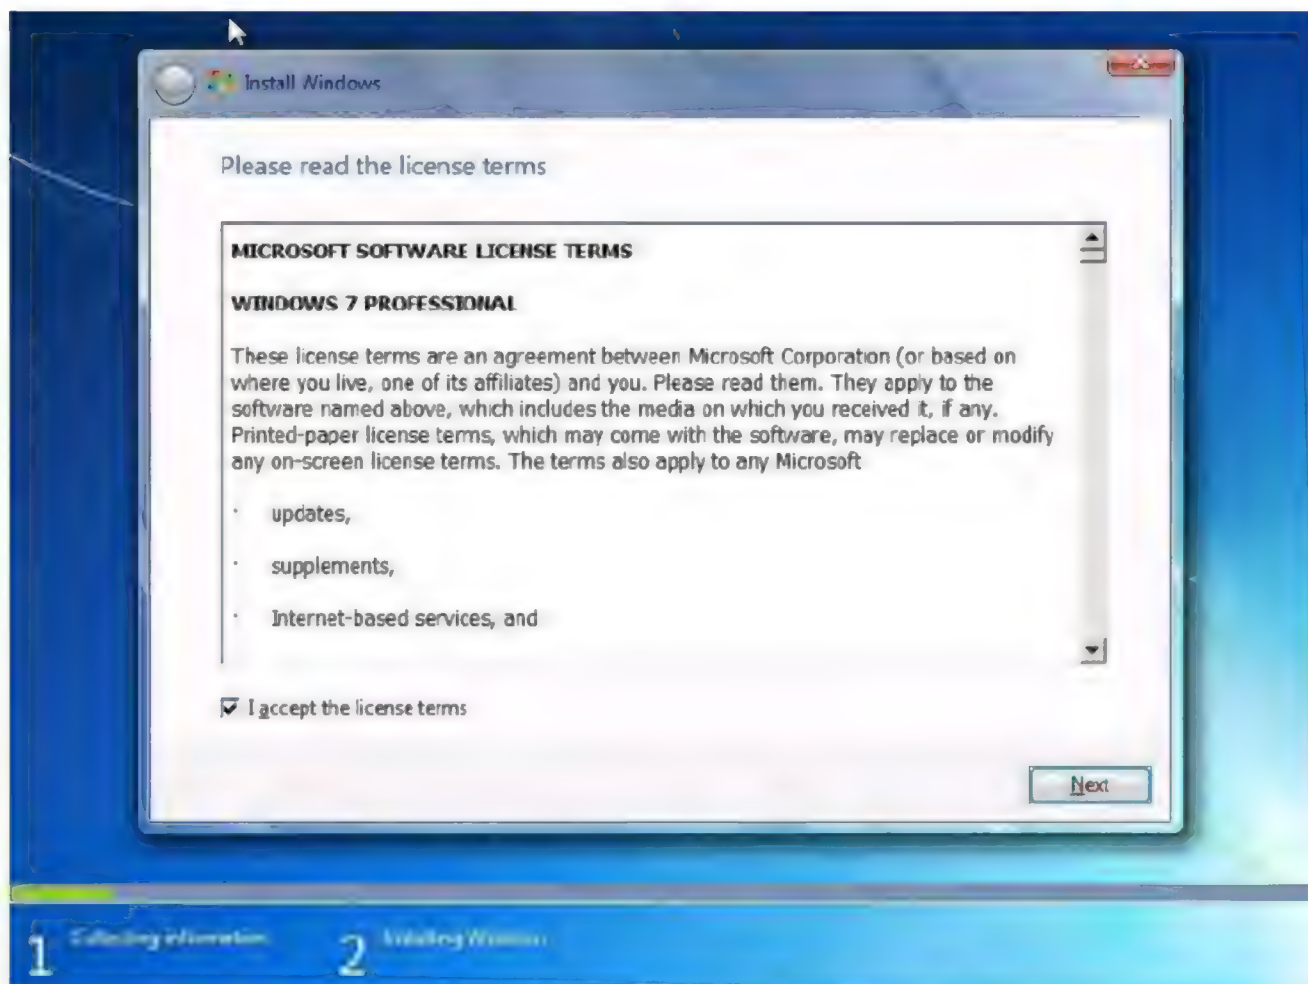 Install Windows
Please read the license terms
MICROSOFT SOFTWARE LICENSE TERMS
WINDOWS 7 PROFESSIONAL
These license terms are an agreement between Microsoft Corporation (or based on
where you live, one of its affiliates) and you. Please read them. They apply to the
software named above, which includes the media on which you received it, if any.
Printed-paper license terms, which may come with the software, may replace or modify
any on-screen license terms. The terms also apply to any Microsoft
· updates,
· supplements,
· Internet-based services, and
I accept the license terms
Next
1 Collecting information
2 Installing Windows